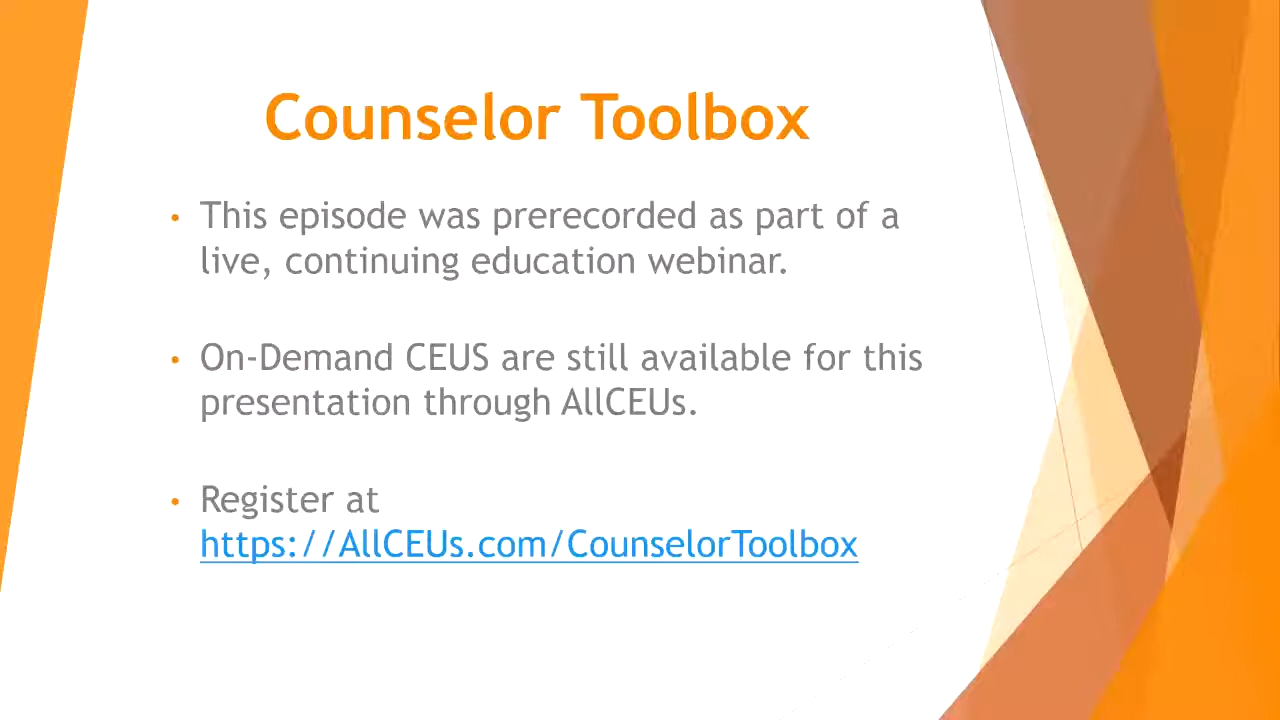 Counselor Toolbox
• This episode was prerecorded as part of a
live, continuing education webinar.
• On-Demand CEUS are still available for this
presentation through AllCEUs.
• Register at
https://AllCEUs.com/CounselorToolbox